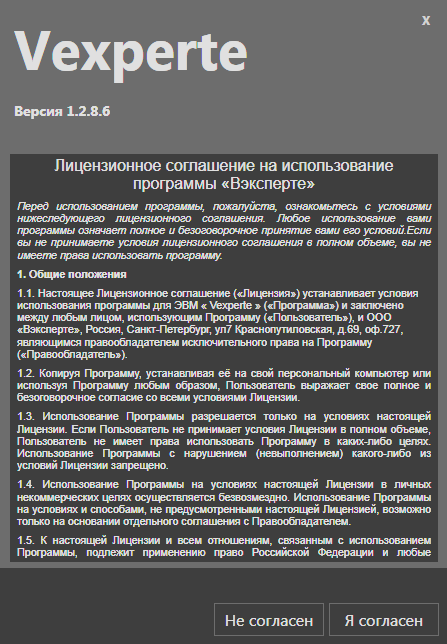 x
Vexperte
Версия 1.2.8.6
Лицензионное соглашение на использование
программы «Вэксперте»
Перед использованием программы, пожалуйста, ознакомьтесь с условиями
нижеследующего лицензионного соглашения. Любое использование вами
программы означает полное и безоговорочное принятие вами его условий.Если
вы не принимаете условия лицензионного соглашения в полном объеме, вы не
имеете права использовать программу.
1. Общие положения
1.1. Настоящее Лицензионное соглашение («Лицензия») устанавливает условия
использования программы для ЭВМ « Vexperte » («Программа») и заключено
между любым лицом, использующим Программу («Пользователь»), и ООО
«Вэксперте», Россия, Санкт-Петербург, ул7 Краснопутиловская, д.69, оф.727,
являющимся правообладателем исключительного права на Программу
(«Правообладатель»).
1.2. Копируя Программу, устанавливая её на свой персональный компьютер или
используя Программу любым образом, Пользователь выражает свое полное и
безоговорочное согласие со всеми условиями Лицензии.
1.3. Использование Программы разрешается только на условиях настоящей
Лицензии. Если Пользователь не принимает условия Лицензии в полном объеме,
Пользователь не имеет права использовать Программу в каких-либо целях.
Использование Программы с нарушением (невыполнением) какого-либо из
условий Лицензии запрещено.
1.4. Использование Программы на условиях настоящей Лицензии в личных
некоммерческих целях осуществляется безвозмездно. Использование Программы
на условиях и способами, не предусмотренными настоящей Лицензией, возможно
только на основании отдельного соглашения с Правообладателем.
1.5. К настоящей Лицензии и всем отношениям, связанным с использованием
Программы, подлежит применению право Российской Федерации и любые
Не согласен
Я согласен